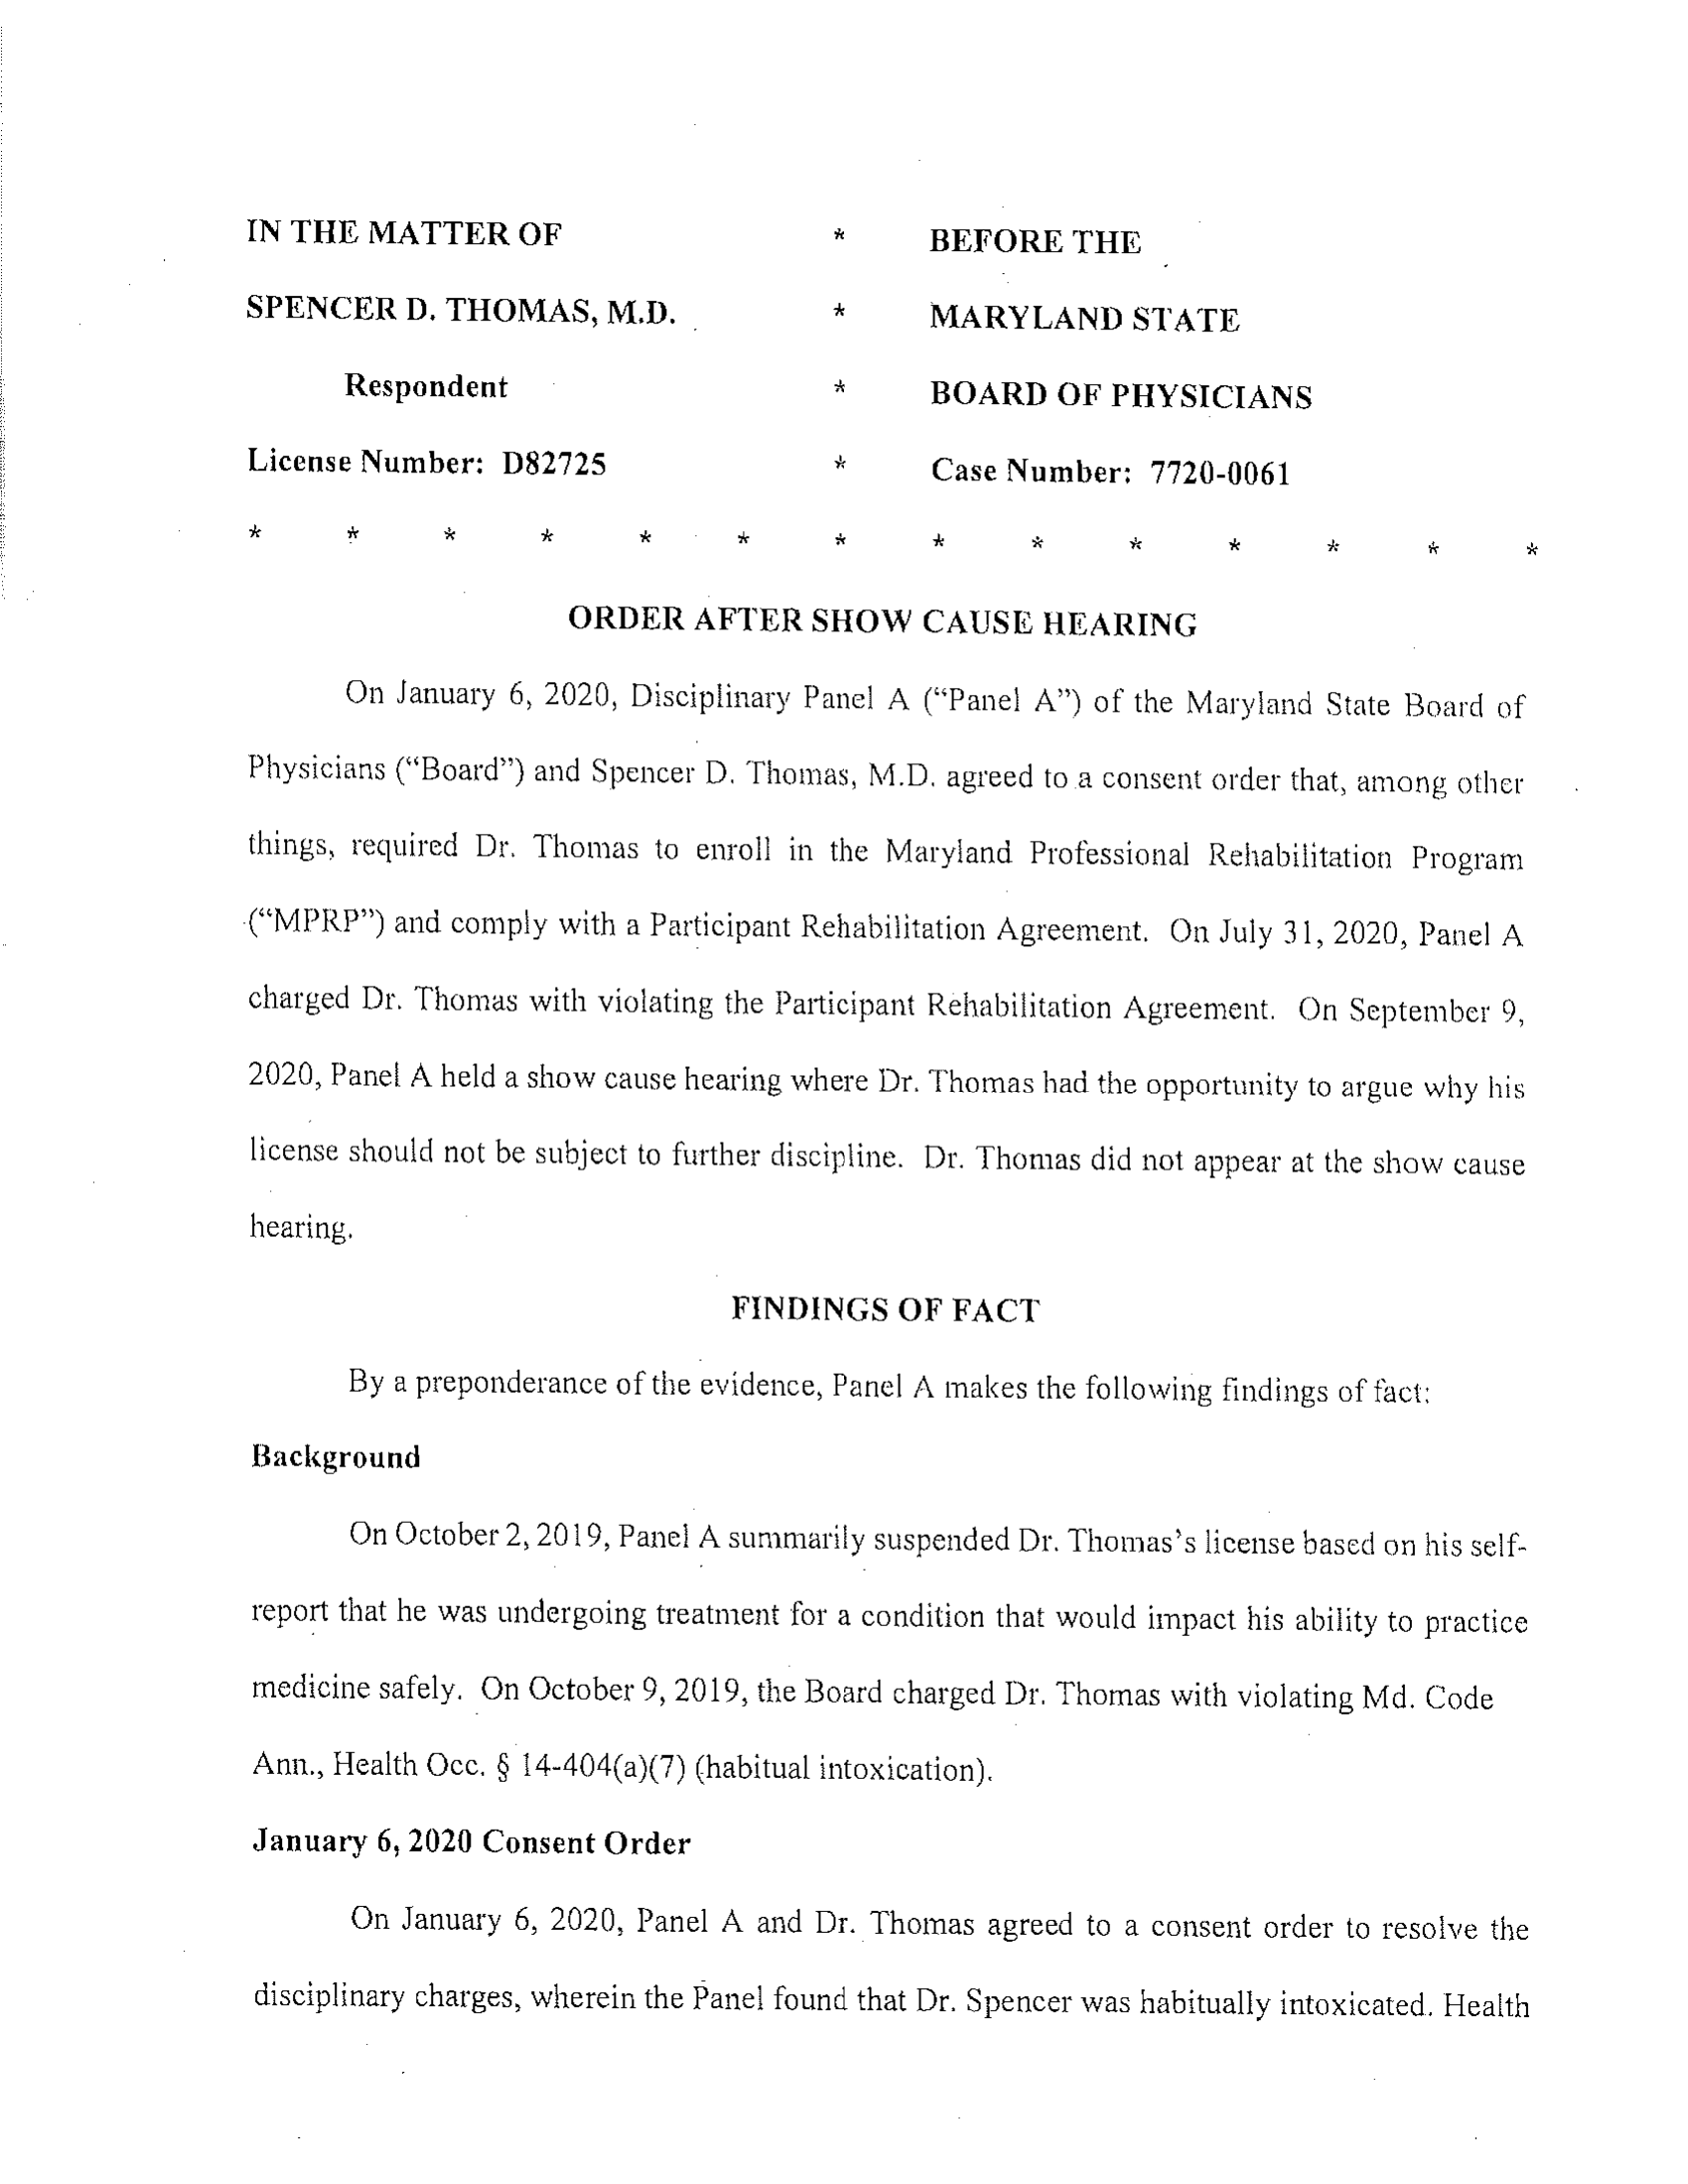 IN THE MATTER OF * BEFORE THE
SPENCER D. THOMAS, M.D. * MARYLAND STATE
Respondent * BOARD OF PHYSICIANS
License Number: D82725 * Case Number: 7720-0061
* * * * * * * * * * * * * *
ORDER AFTER SHOW CAUSE HEARING
On January 6, 2020, Disciplinary Panel A (“Panel A”) of the Maryland State Board of
Physicians (“Board”) and Spencer D. Thomas, M.D. agreed to a consent order that, among other
things, required Dr. Thomas to enroll in the Maryland Professional Rehabilitation Program
(“MPRP”) and comply with a Participant Rehabilitation Agreement. On July 31, 2020, Panel A
charged Dr. Thomas with violating the Participant Rehabilitation Agreement. On September 9,
2020, Panel A held a show cause hearing where Dr. Thomas had the opportunity to argue why his
license should not be subject to further discipline. Dr. Thomas did not appear at the show cause
hearing.
FINDINGS OF FACT
By a preponderance of the evidence, Panel A makes the following findings of fact:
Background
On October 2, 2019, Panel A summarily suspended Dr. Thomas’s license based on his self-
report that he was undergoing treatment for a condition that would impact his ability to practice
medicine safely. On October 9, 2019, the Board charged Dr. Thomas with violating Md. Code
Ann., Health Occ. § 14-404(a)(7) (habitual intoxication).
January 6, 2020 Consent Order
On January 6, 2020, Panel A and Dr. Thomas agreed to a consent order to resolve the
disciplinary charges, wherein the Panel found that Dr. Spencer was habitually intoxicated. Health